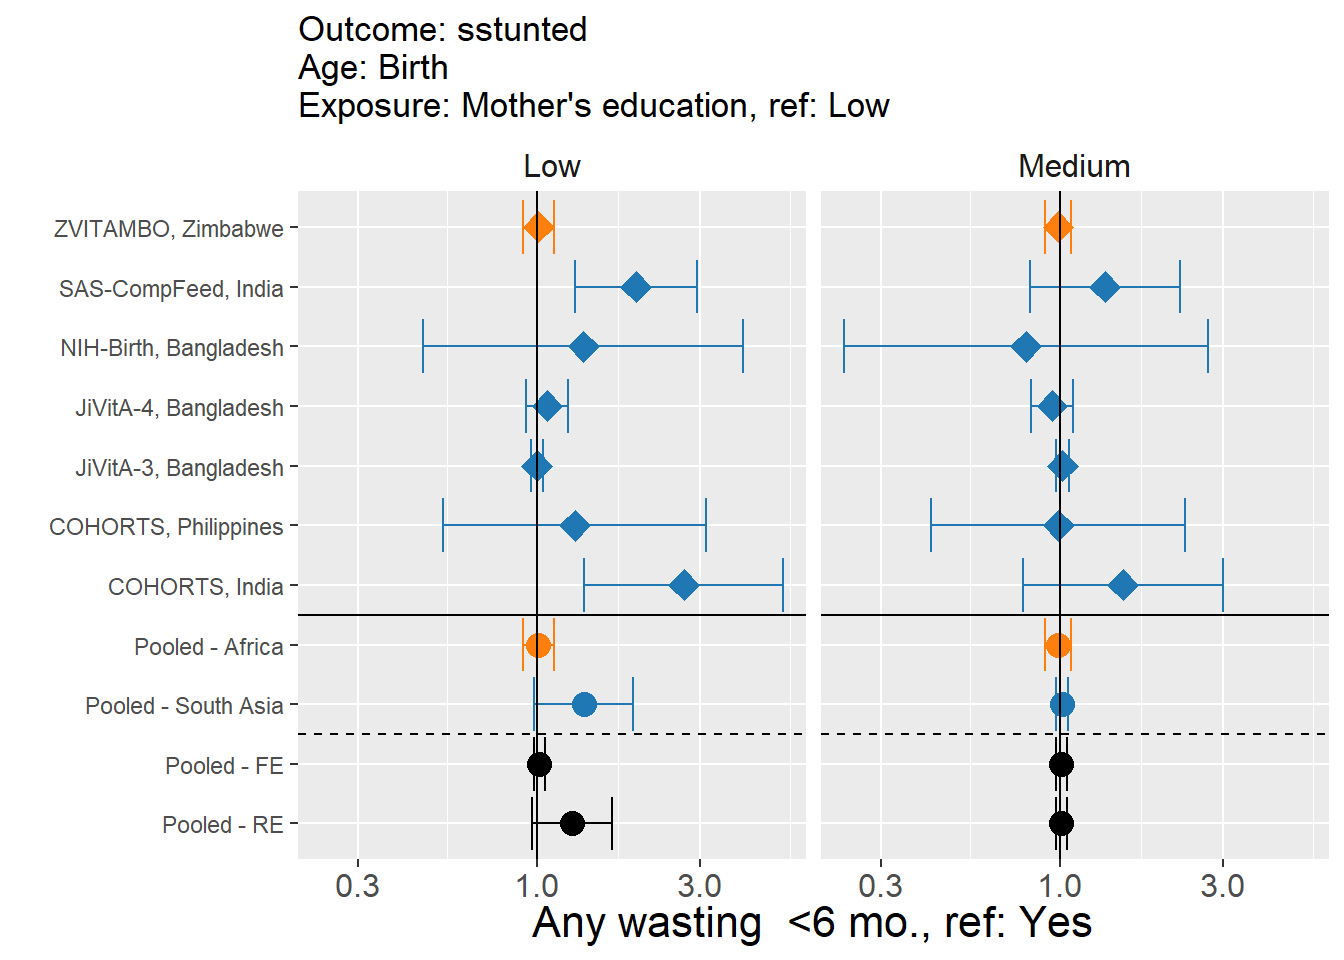 Outcome: sstunted
Age: Birth
Exposure: Mother's education, ref: Low
Low
Medium
ZVITAMBO, Zimbabwe
SAS-CompFeed, India
NIH-Birth, Bangladesh
JiVitA-4, Bangladesh
JiVitA-3, Bangladesh
COHORTS, Philippines
COHORTS, India
Pooled - Africa
Pooled - South Asia
Pooled - FE
Pooled - RE
0.3 1.0 3.0 0.3 1.0 3.0
Any wasting  <6 mo., ref: Yes